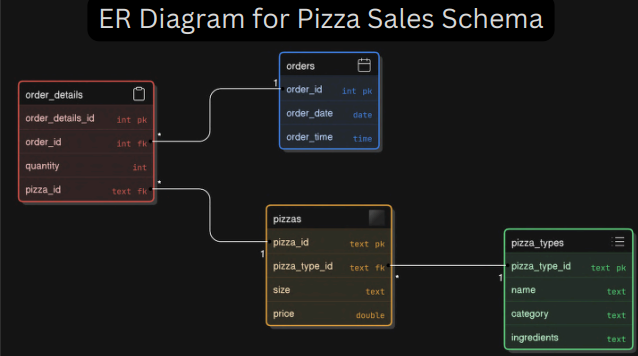 ER Diagram for Pizza Sales Schema
order_details
order_details_id int pk
order_id int fk
quantity int
pizza_id text fk
orders
order_id int pk
order_date date
order_time time
pizzas
pizza_id text pk
pizza_type_id text fk
size text
price double
pizza_types
pizza_type_id text pk
name text
category text
ingredients text
*
1
*
1
*
1